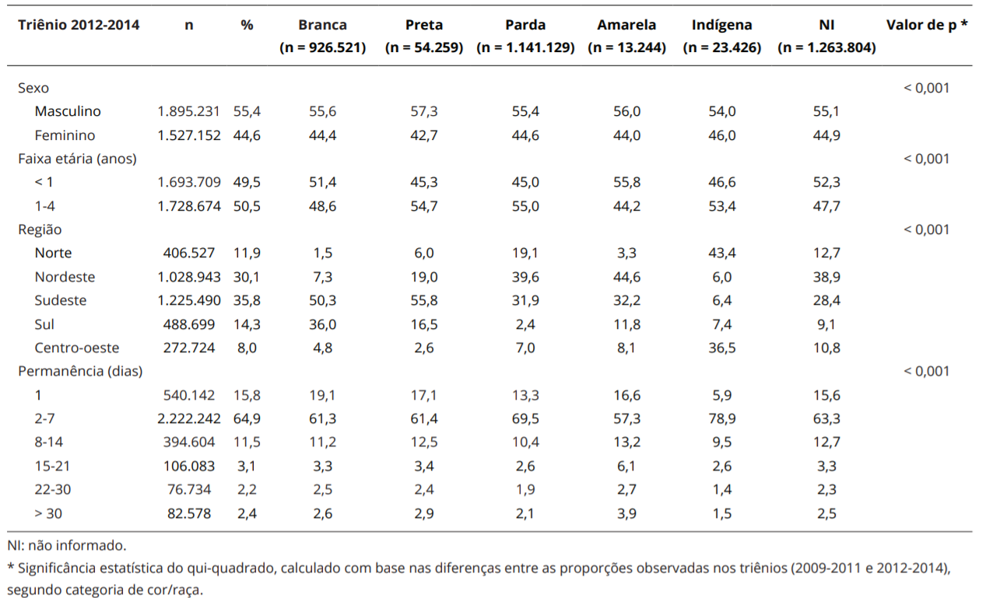 Triênio 2012-2014 n % Branca Preta Parda Amarela Indígena NI Valor de p *
(n = 926.521) (n = 54.259) (n = 1.141.129) (n = 13.244) (n = 23.426) (n = 1.263.804)
Sexo < 0,001
Masculino 1.895.231 55,4 55,6 57,3 55,4 56,0 54,0 55,1
Feminino 1.527.152 44,6 44,4 42,7 44,6 44,0 46,0 44,9
Faixa etária (anos) < 0,001
< 1 1.693.709 49,5 51,4 45,3 45,0 55,8 46,6 52,3
1-4 1.728.674 50,5 48,6 54,7 55,0 44,2 53,4 47,7
Região < 0,001
Norte 406.527 11,9 1,5 6,0 19,1 3,3 43,4 12,7
Nordeste 1.028.943 30,1 7,3 19,0 39,6 44,6 6,0 38,9
Sudeste 1.225.490 35,8 50,3 55,8 31,9 32,2 6,4 28,4
Sul 488.699 14,3 36,0 16,5 2,4 11,8 7,4 9,1
Centro-oeste 272.724 8,0 4,8 2,6 7,0 8,1 36,5 10,8
Permanência (dias) < 0,001
1 540.142 15,8 19,1 17,1 13,3 16,6 5,9 15,6
2-7 2.222.242 64,9 61,3 61,4 69,5 57,3 78,9 63,3
8-14 394.604 11,5 11,2 12,5 10,4 13,2 9,5 12,7
15-21 106.083 3,1 3,3 3,4 2,6 6,1 2,6 3,3
22-30 76.734 2,2 2,5 2,4 1,9 2,7 1,4 2,3
> 30 82.578 2,4 2,6 2,9 2,1 3,9 1,5 2,5
NI: não informado.
* Significância estatística do qui-quadrado, calculado com base nas diferenças entre as proporções observadas nos triênios (2009-2011 e 2012-2014),
segundo categoria de cor/raça.